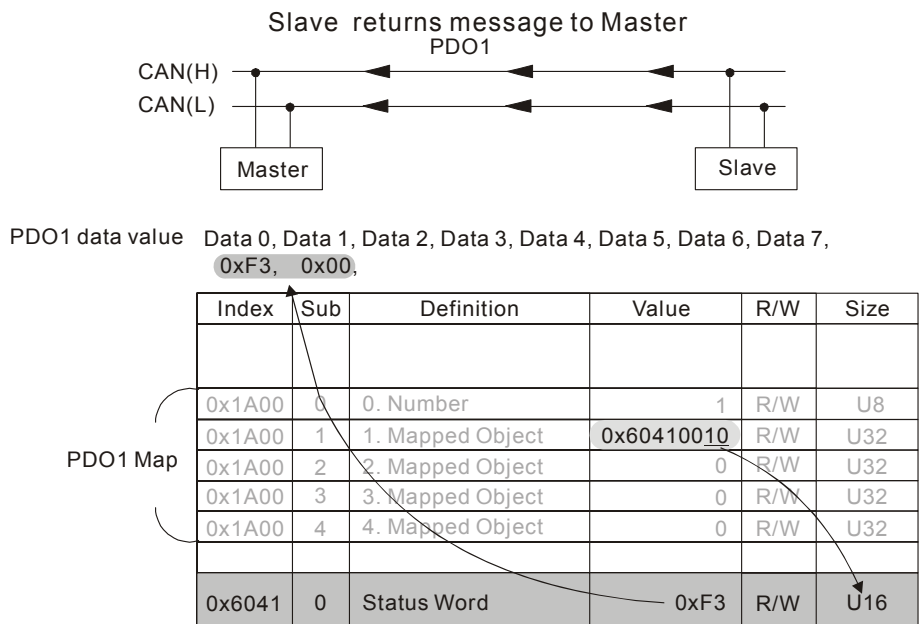 Slave returns message to Master
PDO1
CAN(H)
CAN(L)
Master
Slave
PDO1 data value Data 0, Data 1, Data 2, Data 3, Data 4, Data 5, Data 6, Data 7,
0xF3, 0x00,
Index Sub Definition Value R/W Size
0x1A00 0 0. Number 1 R/W U8
0x1A00 1 1. Mapped Object 0x60410010 R/W U32
PDO1 Map
0x1A00 2 2. Mapped Object 0 R/W U32
0x1A00 3 3. Mapped Object 0 R/W U32
0x1A00 4 4. Mapped Object 0 R/W U32
0x6041 0 Status Word 0xF3 R/W U16